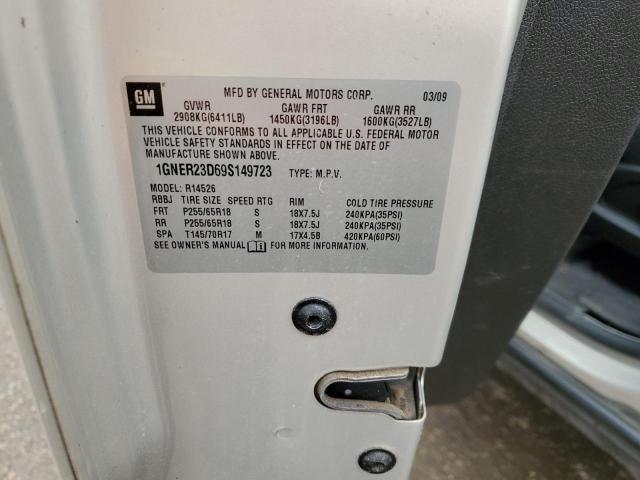 GM
MFD BY GENERAL MOTORS CORP. 03/09
GVWR GAWR FRT GAWR RR
2908KG(6411LB) 1450KG(3196LB) 1600KG(3527LB)
THIS VEHICLE CONFORMS TO ALL APPLICABLE U.S. FEDERAL MOTOR
VEHICLE SAFETY STANDARDS IN EFFECT ON THE DATE OF
MANUFACTURE SHOWN ABOVE.
1GNER23D69S149723 TYPE: M.P.V.
MODEL: R14526
RBBJ TIRE SIZE SPEED RTG RIM COLD TIRE PRESSURE
FRT P255/65R18 S 18X7.5J 240KPA(35PSI)
RR P255/65R18 S 18X7.5J 240KPA(35PSI)
SPA T145/70R17 M 17X4.5B 420KPA(60PSI)
SEE OWNER'S MANUAL FOR MORE INFORMATION.